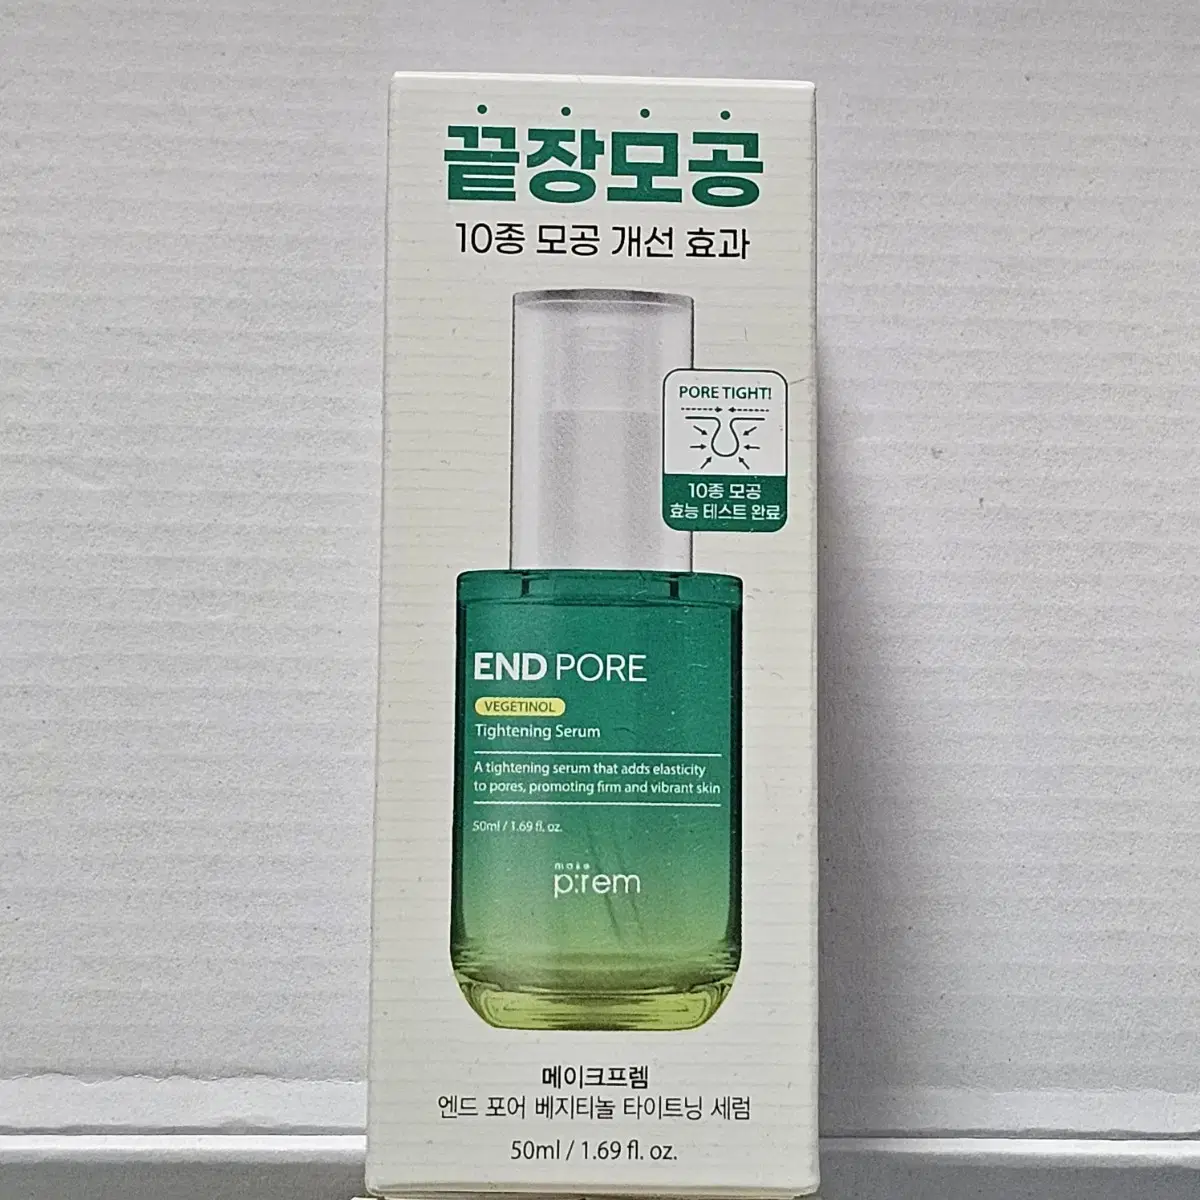 끝장모공
10종 모공 개선 효과
PORE TIGHT!
10종 모공
효능 테스트 완료
END PORE
VEGETINOL
Tightening Serum
A tightening serum that adds elasticity
to pores, promoting firm and vibrant skin
50ml / 1.69 fl. oz.
make
p:rem
메이크프렘
엔드 포어 베지티놀 타이트닝 세럼
50ml / 1.69 fl. oz.